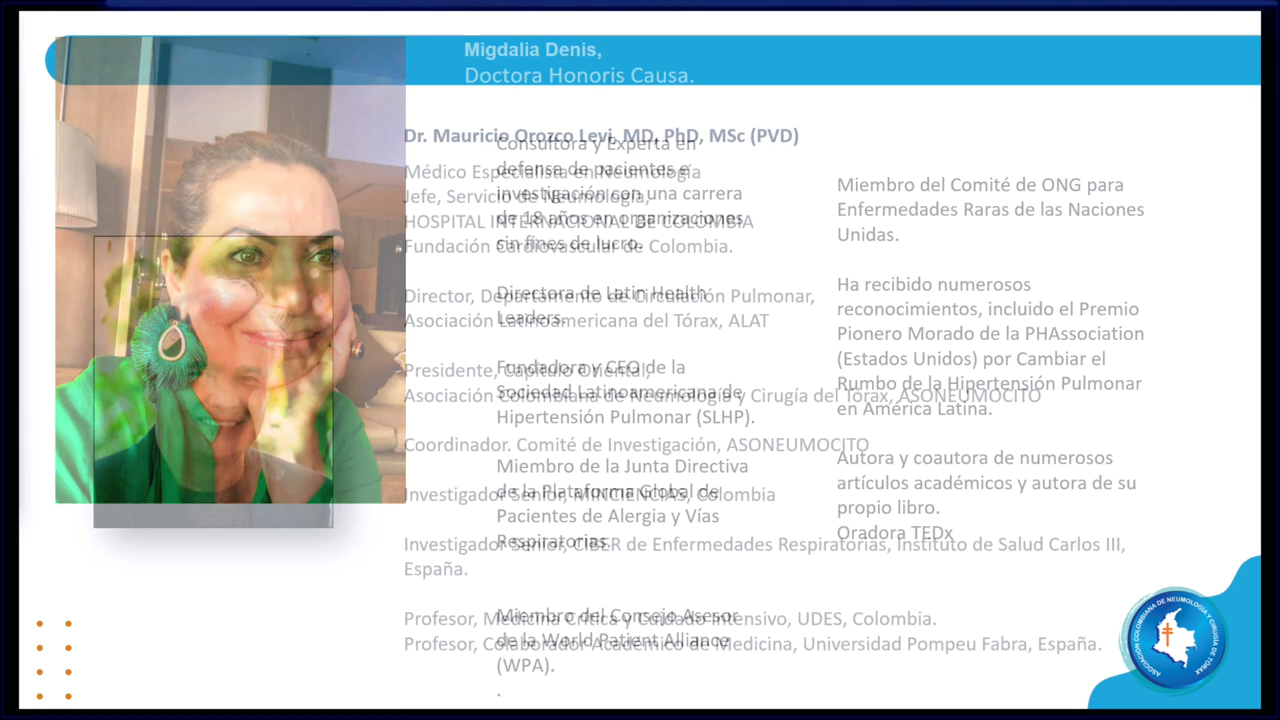 Migdalia Denis,
Doctora Honoris Causa.
Dr. Mauricio Orozco Levi, MD, PhD, MSc (PVD)
Médico Especialista en Neumología
Jefe, Servicio de Neumología,
HOSPITAL INTERNACIONAL DE COLOMBIA
Fundación Cardiovascular de Colombia.
Director, Departamento de Circulación Pulmonar,
Asociación Latinoamericana del Tórax, ALAT
Presidente, Capítulo Oriental,
Asociación Colombiana de Neumología y Cirugía del Tórax, ASONEUMOCITO
Coordinador. Comité de Investigación, ASONEUMOCITO
Investigador Senior, MINCIENCIAS, Colombia
Investigador Senior, CIBER de Enfermedades Respiratorias, Instituto de Salud Carlos III,
España.
Profesor, Medicina Crítica y Cuidado Intensivo, UDES, Colombia.
Profesor, Colaborador Académico de Medicina, Universidad Pompeu Fabra, España.
Consultora y Experta en
defensa de pacientes e
investigación con una carrera
de 18 años en organizaciones
sin fines de lucro.
Directora de Latin Health
Leaders.
Fundadora y CEO de la
Sociedad Latinoamericana de
Hipertensión Pulmonar (SLHP).
Miembro de la Junta Directiva
de la Plataforma Global de
Pacientes de Alergia y Vías
Respiratorias.
Miembro del Consejo Asesor
de la World Patient Alliance
(WPA).
.
Miembro del Comité de ONG para
Enfermedades Raras de las Naciones
Unidas.
Ha recibido numerosos
reconocimientos, incluido el Premio
Pionero Morado de la PHAssociation
(Estados Unidos) por Cambiar el
Rumbo de la Hipertensión Pulmonar
en América Latina.
Autora y coautora de numerosos
artículos académicos y autora de su
propio libro.
Oradora TEDx
ASOCIACIÓN COLOMBIANA DE NEUMOLOGÍA Y CIRUGÍA DE TÓRAX
ASONEUMOCITO